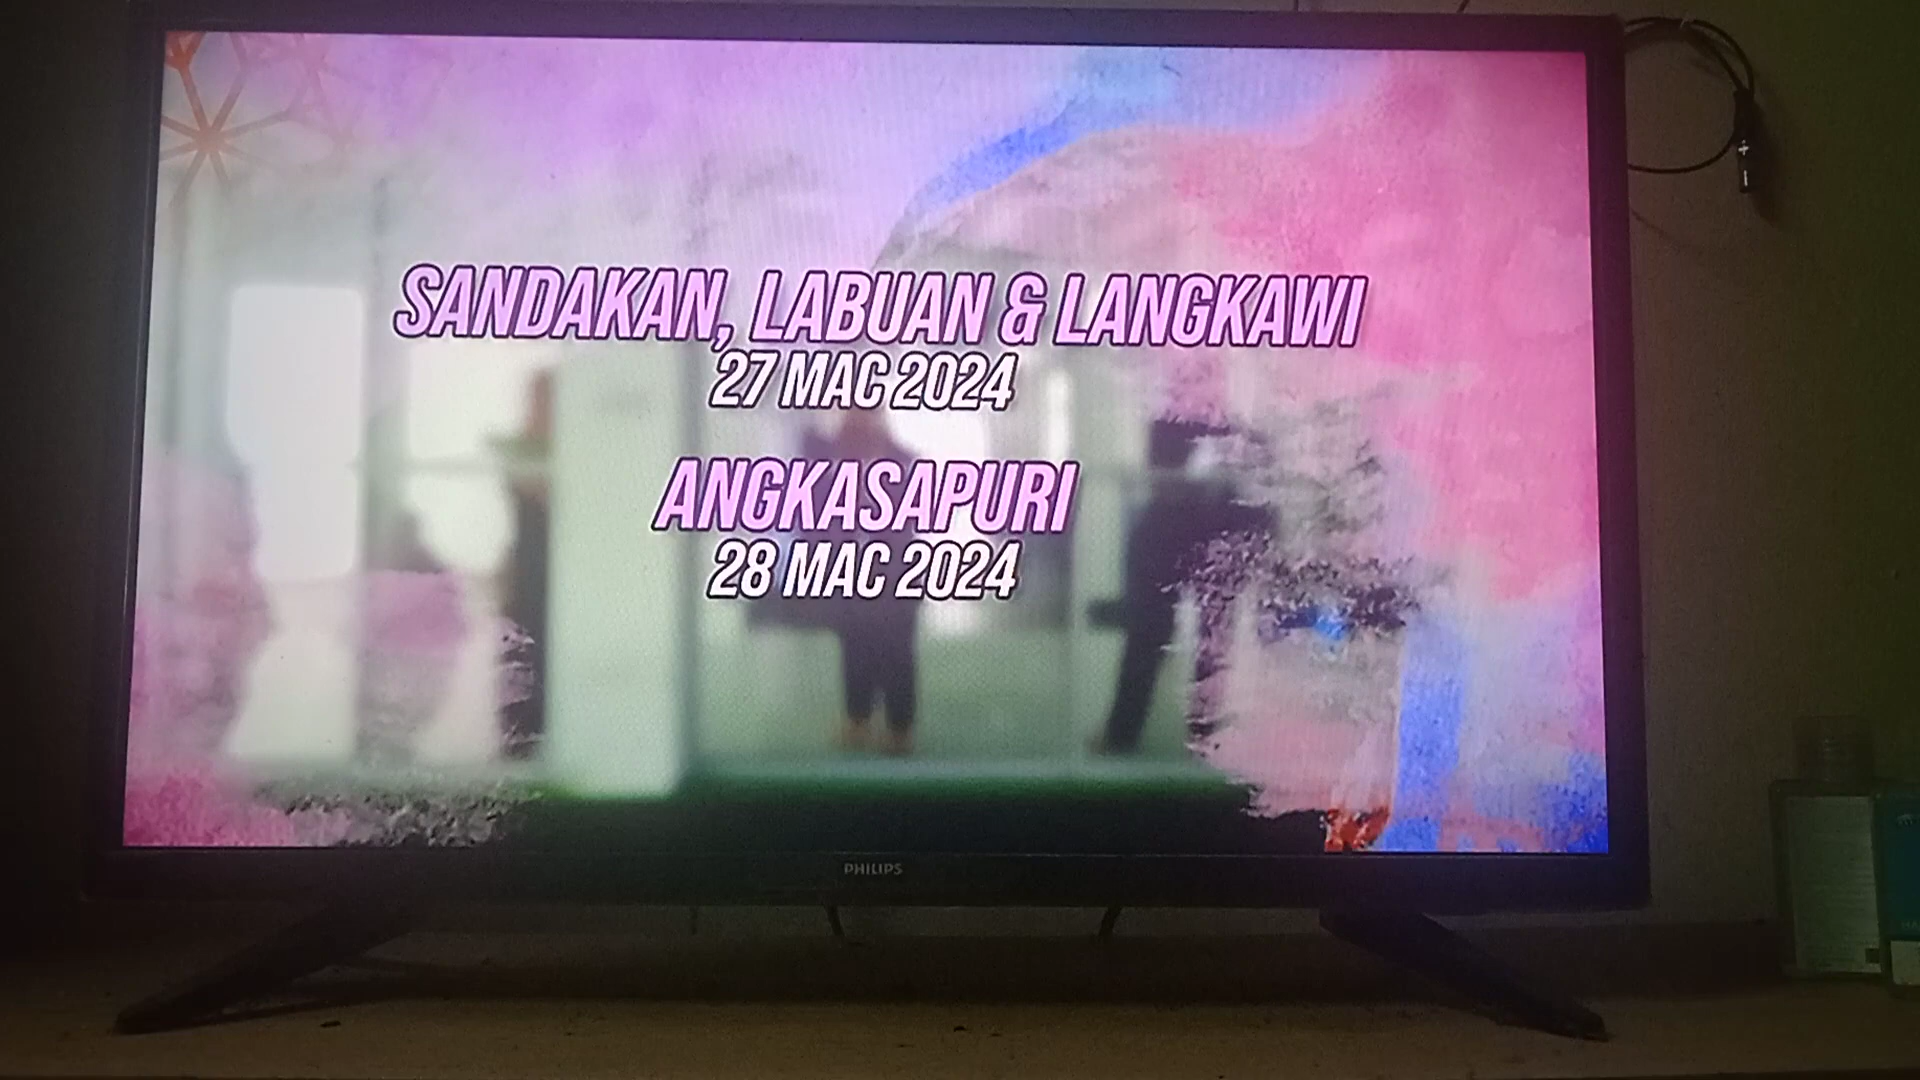 SANDAKAN, LABUAN & LANGKAWI
27 MAC 2024
ANGKASAPURI
28 MAC 2024
PHILIPS